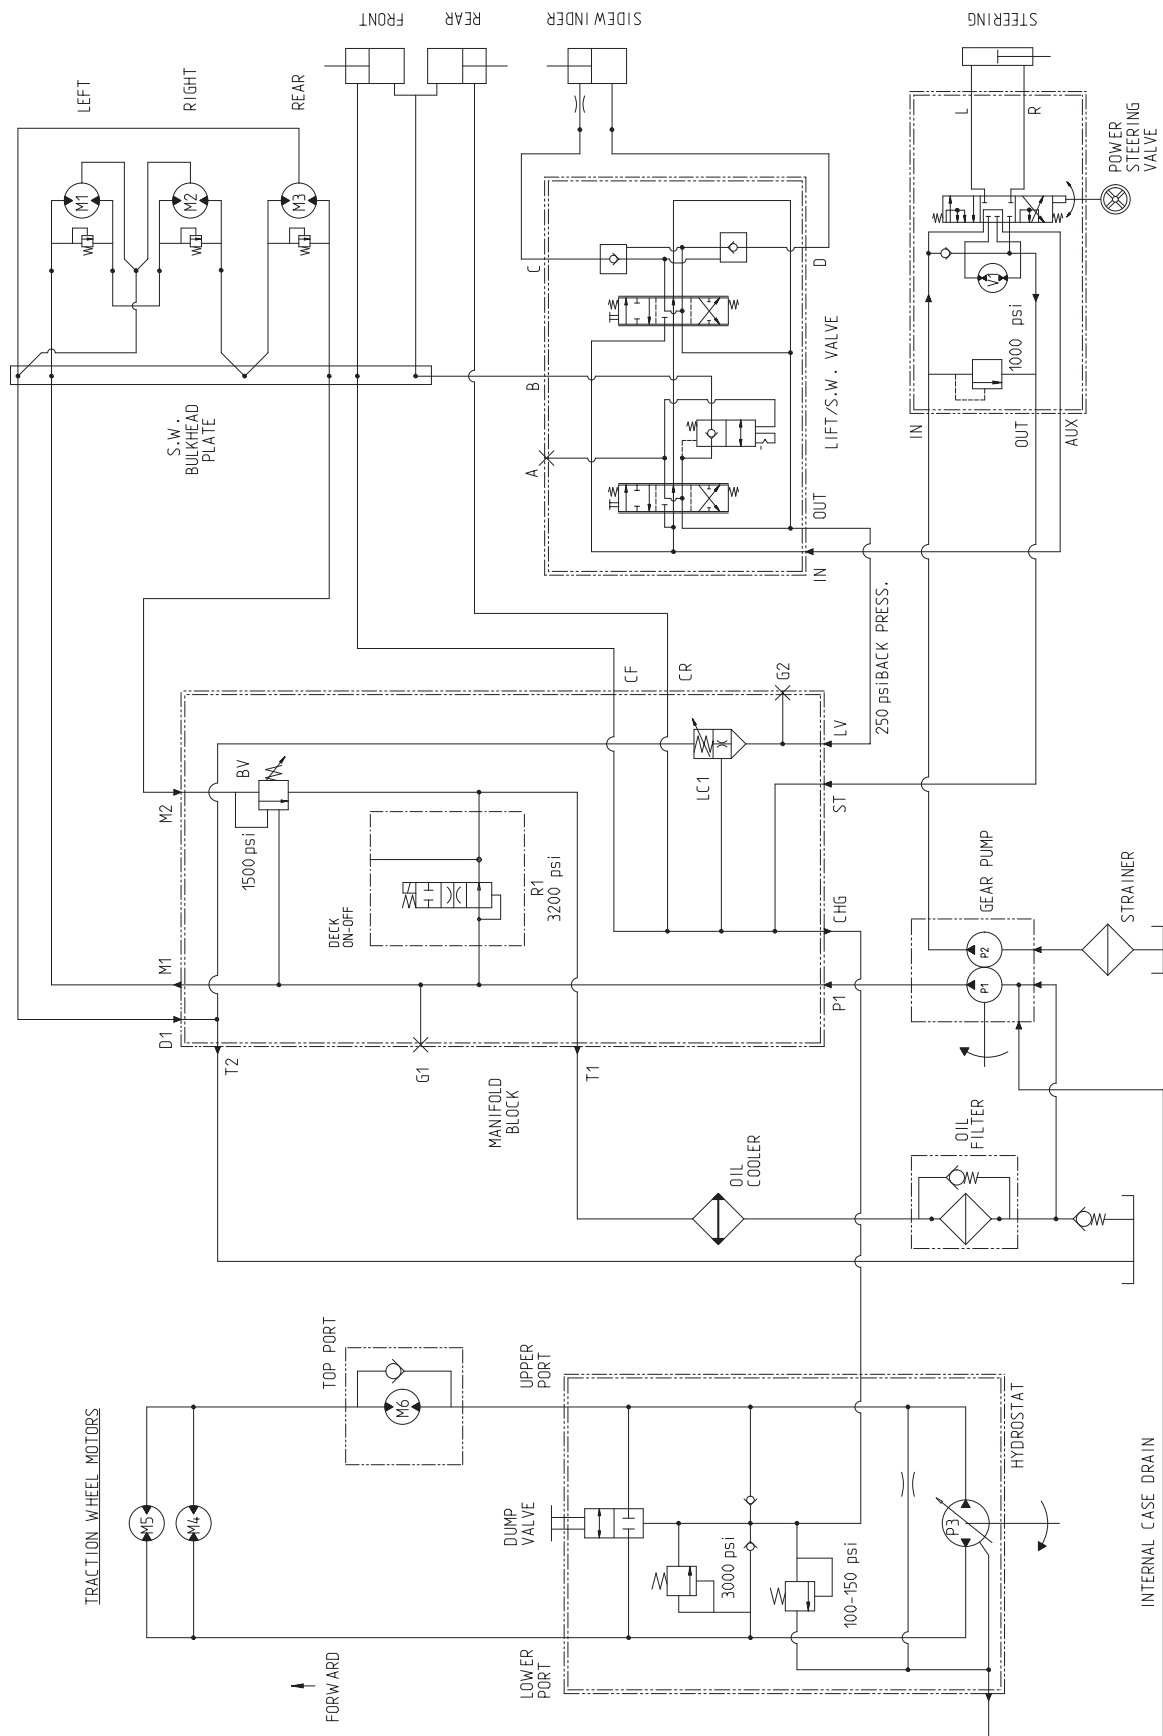 TRACTION WHEEL MOTORS
FORWARD
M5
M4
TOP PORT
M6
LOWER
PORT
UPPER
PORT
DUMP
VALVE
3000 psi
100-150 psi
P3
HYDROSTAT
INTERNAL CASE DRAIN
OIL
COOLER
OIL
FILTER
STRAINER
GEAR PUMP
P1
P2
MANIFOLD
BLOCK
D1
M1
M2
T2
G1
T1
P1
CHG
ST
LV
G2
CF
CR
BV
1500 psi
DECK
ON-OFF
R1
3200 psi
LC1
250 psi BACK PRESS.
S.W.
BULKHEAD
PLATE
LEFT
RIGHT
REAR
M1
M2
M3
FRONT
REAR
SIDEWINDER
STEERING
A
B
C
D
IN
OUT
LIFT/S.W. VALVE
IN
OUT
AUX
1000 psi
V1
L
R
POWER
STEERING
VALVE